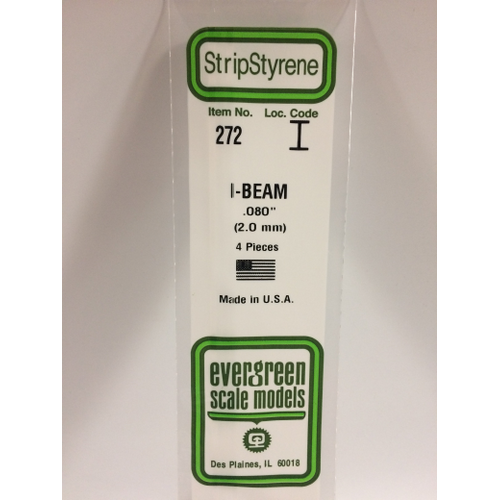 StripStyrene
Item No. Loc. Code
272 I
I-BEAM
.080"
(2.0 mm)
4 Pieces
Made in U.S.A.
evergreen
scale models
Des Plaines, IL 60018